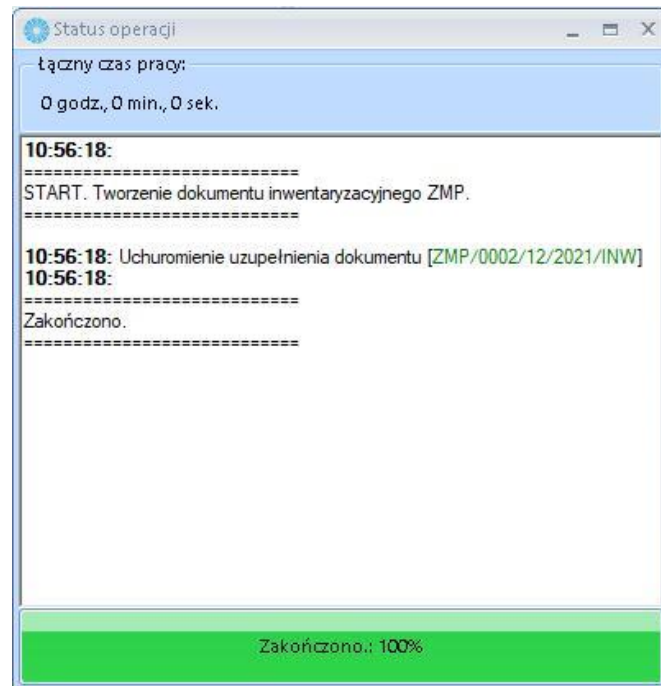 Status operacji
Łączny czas pracy:
0 godz., 0 min., 0 sek.
10:56:18:
============================
START. Tworzenie dokumentu inwentaryzacyjnego ZMP.
============================
10:56:18: Uchuromienie uzupełnienia dokumentu [ZMP/0002/12/2021/INW]
10:56:18:
============================
Zakończono.
============================
Zakończono.: 100%